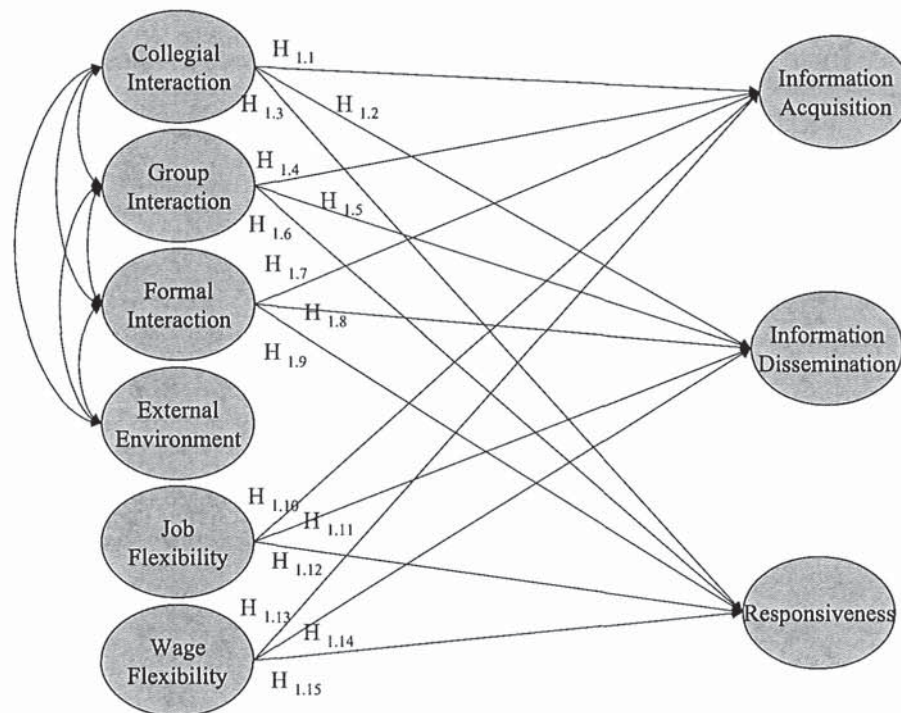 Collegial
Interaction
H 1.1
H 1.2
H 1.3
Information
Acquisition
Group
Interaction
H 1.4
H 1.5
H 1.6
Formal
Interaction
H 1.7
H 1.8
H 1.9
Information
Dissemination
External
Environment
Job
Flexibility
H 1.10
H 1.11
H 1.12
Wage
Flexibility
H 1.13
H 1.14
H 1.15
Responsiveness